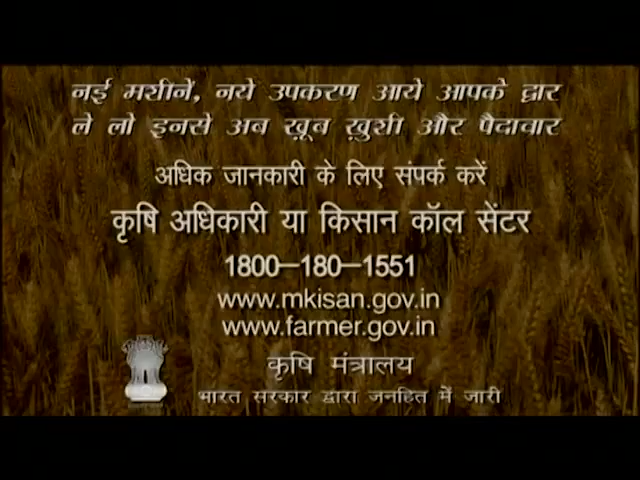 नई मशीनें, नये उपकरण आये आपके द्वार
ले लो इनसे अब ख़ूब ख़ुशी और पैदावार
अधिक जानकारी के लिए संपर्क करें
कृषि अधिकारी या किसान कॉल सेंटर
1800-180-1551
www.mkisan.gov.in
www.farmer.gov.in
कृषि मंत्रालय
भारत सरकार द्वारा जनहित में जारी